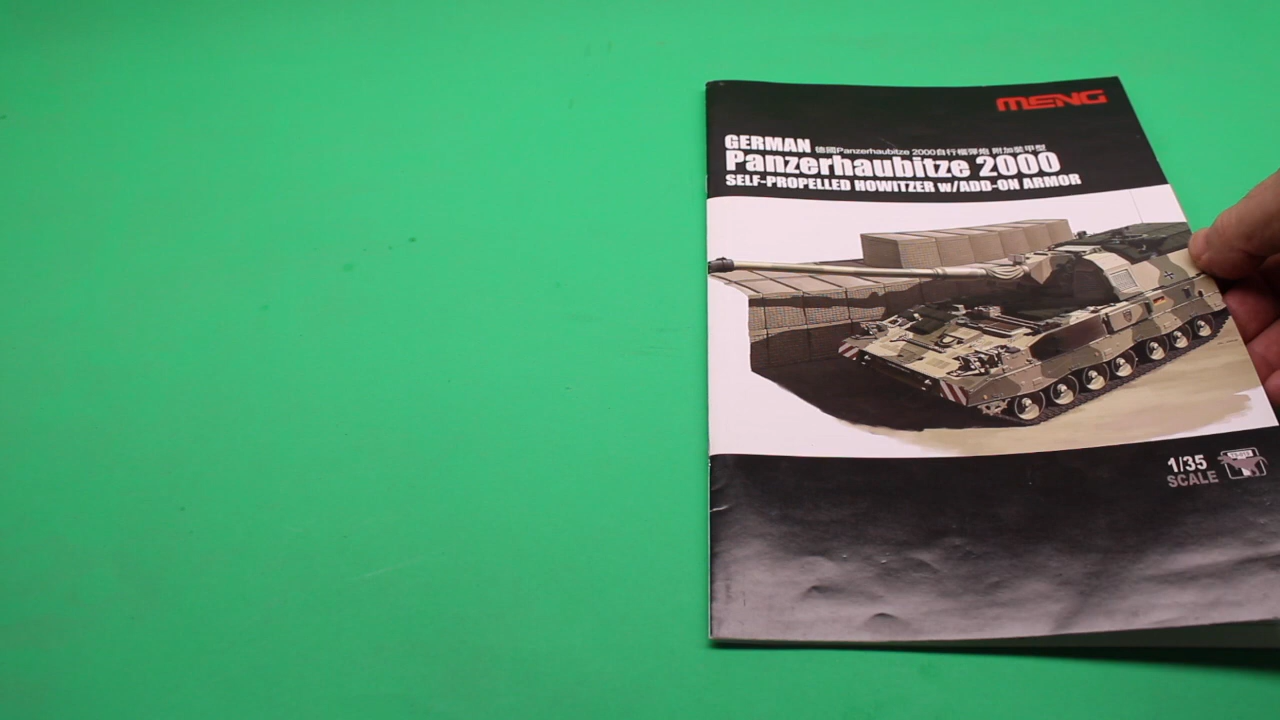 MENG
GERMAN 德國Panzerhaubitze 2000自行榴彈炮 附加裝甲型
Panzerhaubitze 2000
SELF-PROPELLED HOWITZER w/ADD-ON ARMOR
1/35
SCALE